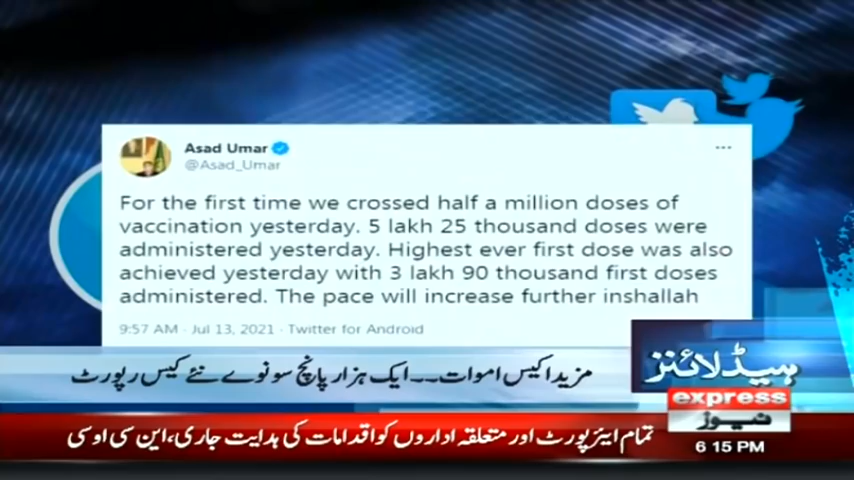 Asad Umar
@Asad_Umar
For the first time we crossed half a million doses of
vaccination yesterday. 5 lakh 25 thousand doses were
administered yesterday. Highest ever first dose was also
achieved yesterday with 3 lakh 90 thousand first doses
administered. The pace will increase further inshallah
9:57 AM · Jul 13, 2021 · Twitter for Android
مزید اکیس اموات۔۔ ایک ہزار پانچ سو نوے نئے کیس رپورٹ
ہیڈلائنز
express
نیوز
تمام ایئرپورٹ اور متعلقہ اداروں کو اقدامات کی ہدایت جاری، این سی او سی
6:15 PM